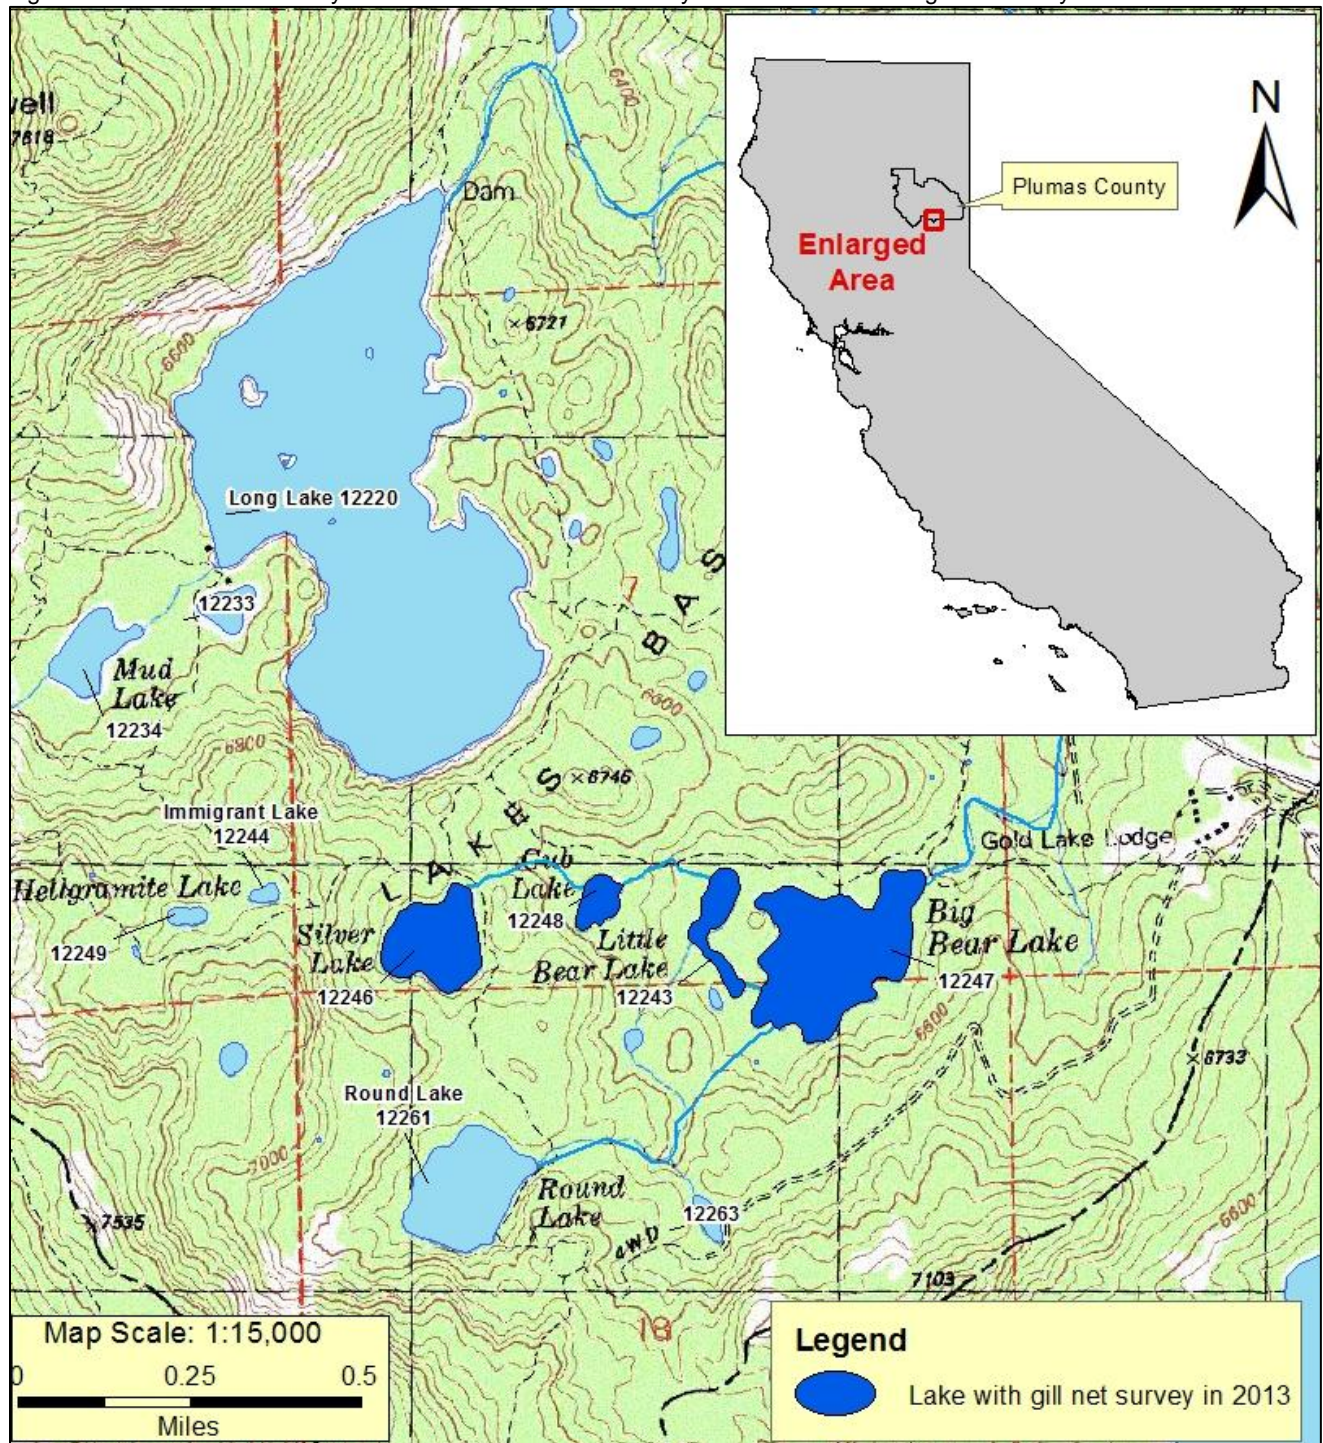 well
7618
6400
Dam
N
Plumas County
Enlarged
Area
6600
×6721
Long Lake 12220
7
B A S
12233
Mud
Lake
12234
6600
6800
×6746
Immigrant Lake
12244
Gold Lake Lodge
L A K E S
Cub
Lake
12248
Hellgramite Lake
12249
Silver
Lake
12246
Little
Bear Lake
12243
Big
Bear Lake
12247
6600
×6733
Round Lake
12261
7000
Round
Lake
12263
4WD
7535
6600
7103
18
Map Scale: 1:15,000
0 0.25 0.5
Miles
Legend
Lake with gill net survey in 2013